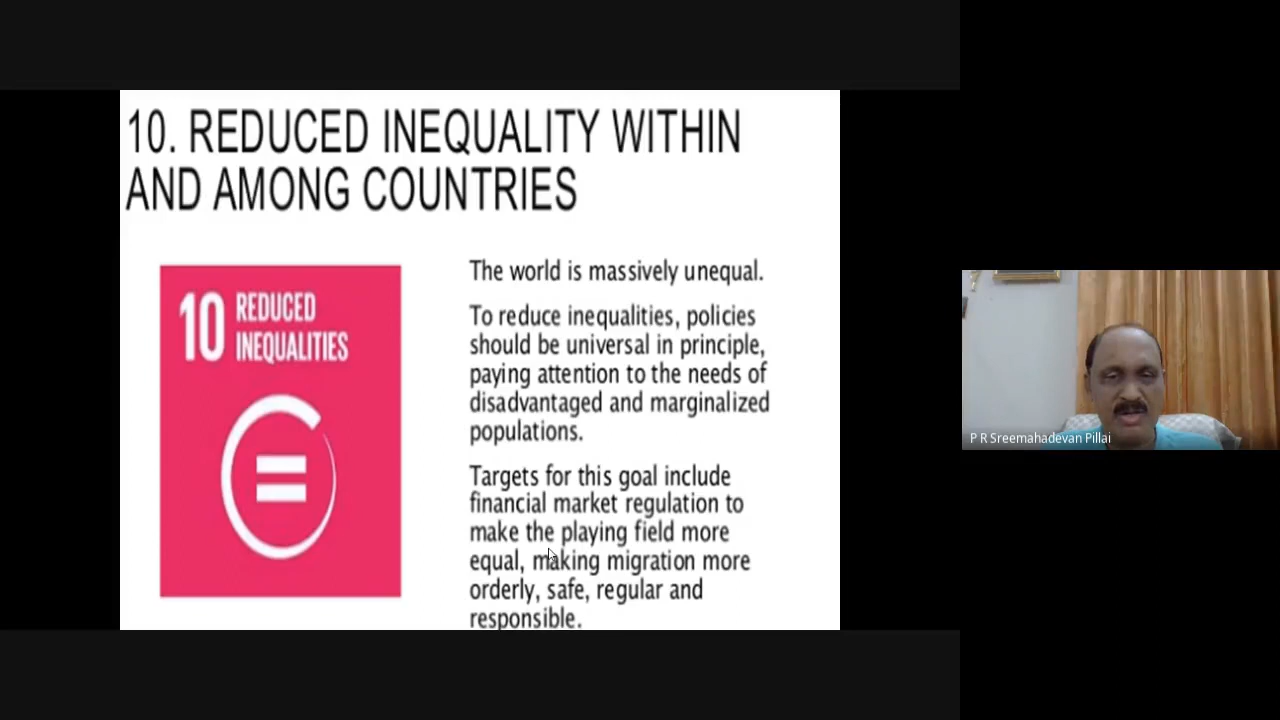 10. REDUCED INEQUALITY WITHIN
AND AMONG COUNTRIES
10 REDUCED
INEQUALITIES
The world is massively unequal.
To reduce inequalities, policies
should be universal in principle,
paying attention to the needs of
disadvantaged and marginalized
populations.
Targets for this goal include
financial market regulation to
make the playing field more
equal, making migration more
orderly, safe, regular and
responsible.
P R Sreemahadevan Pillai